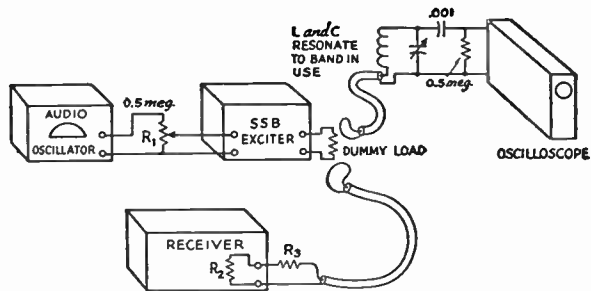 L and C
RESONATE
TO BAND IN
USE
.001
0.5 meg.
OSCILLOSCOPE
AUDIO
OSCILLATOR
0.5 meg.
R1
SSB
EXCITER
DUMMY LOAD
RECEIVER
R2
R3